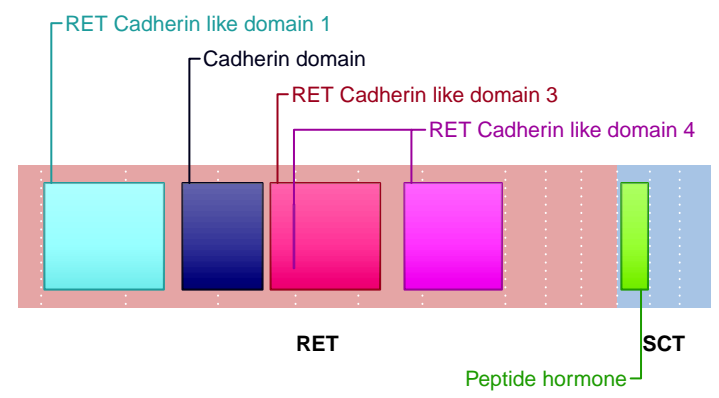 RET Cadherin like domain 1
Cadherin domain
RET Cadherin like domain 3
RET Cadherin like domain 4
RET
SCT
Peptide hormone